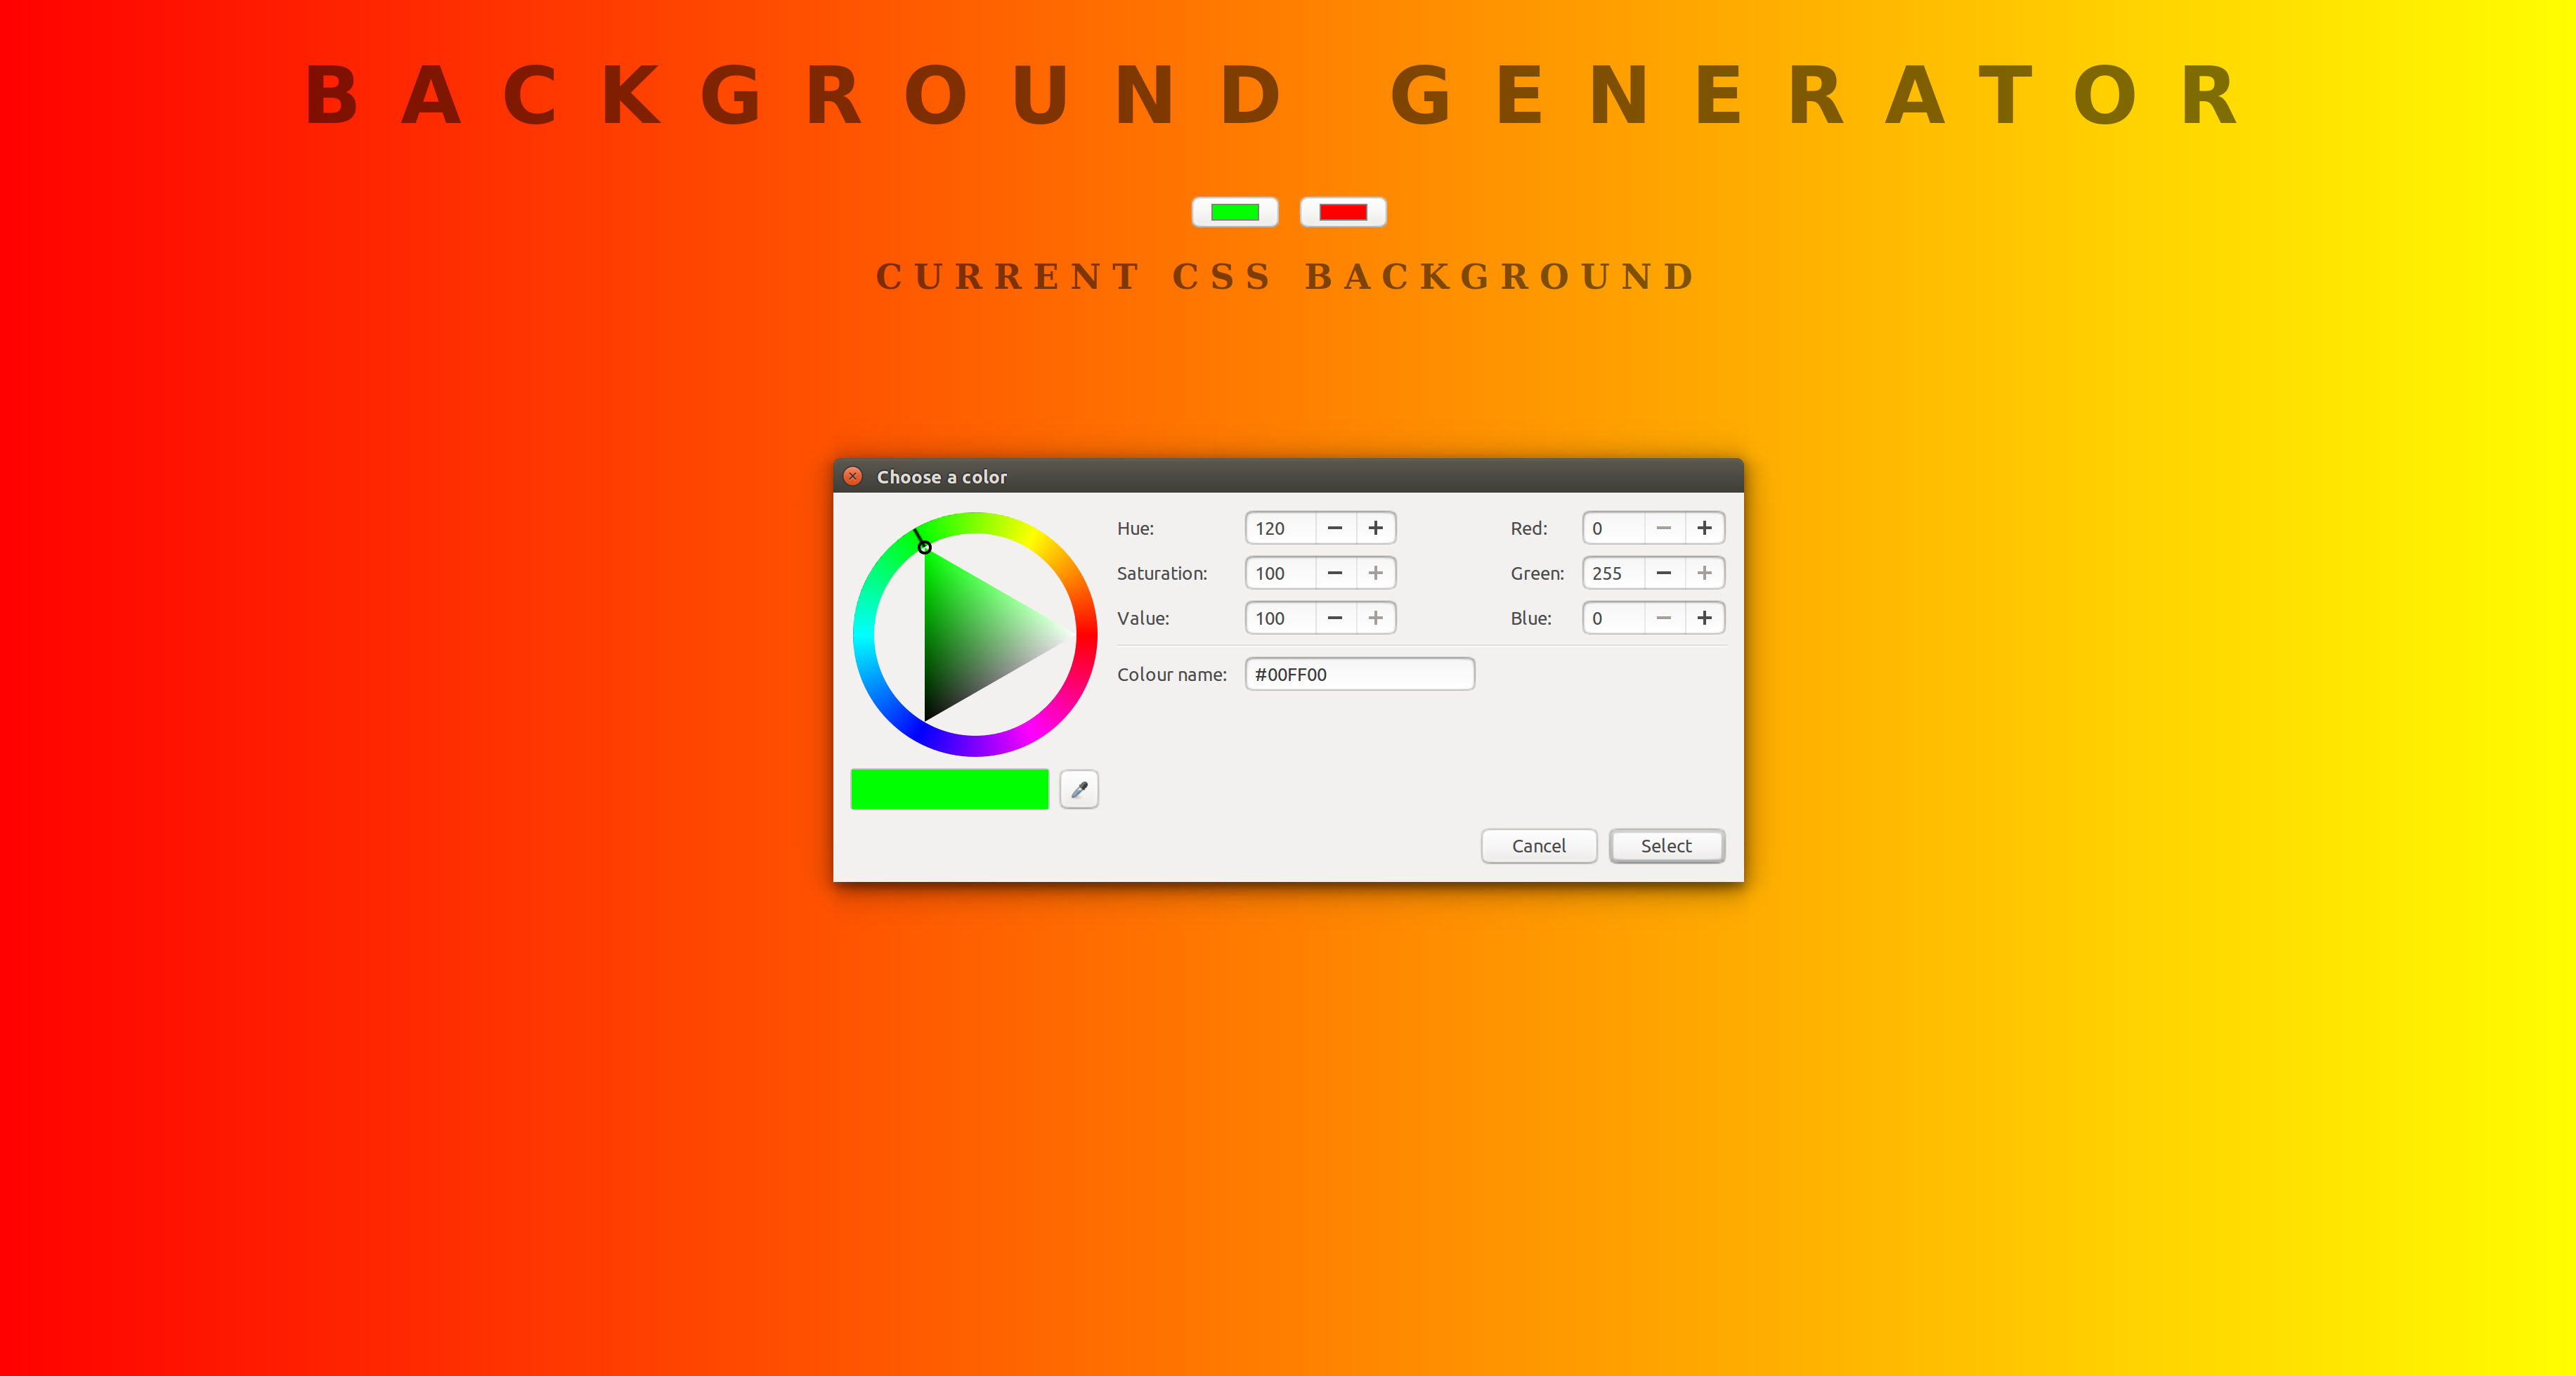 BACKGROUND GENERATOR
CURRENT CSS BACKGROUND
Choose a color
Hue: 120 − + Red: 0 − +
Saturation: 100 − + Green: 255 − +
Value: 100 − + Blue: 0 − +
Colour name: #00FF00
Cancel Select